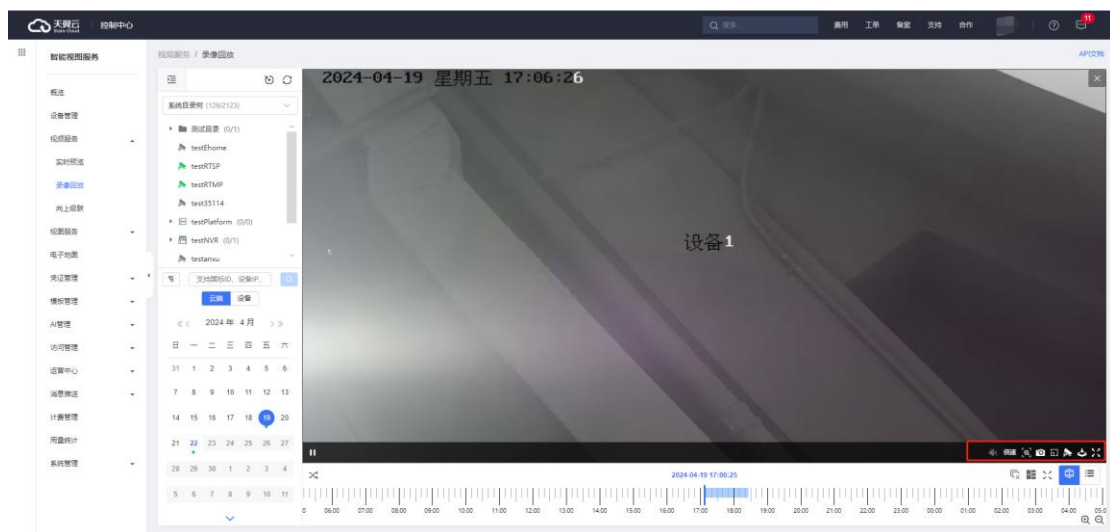 天翼云 控制中心 搜索 费用 工单 备案 支持 合作 11
智能视图服务
视频服务 / 录像回放 API文档
概览
设备管理
视频服务
实时预览
录像回放
向上级联
视图服务
电子地图
凭证管理
模板管理
AI管理
访问管理
运营中心
消息推送
计费管理
用量统计
系统管理
系统目录树 (126/2123)
测试目录 (0/1)
testEhome
testRTSP
testRTMP
test35114
testPlatform (0/0)
testNVR (0/1)
testanxu
支持国标ID、设备IP、
云端 设备
2024 年 4 月
日 一 二 三 四 五 六
31 1 2 3 4 5 6
7 8 9 10 11 12 13
14 15 16 17 18 19 20
21 22 23 24 25 26 27
28 29 30 1 2 3 4
5 6 7 8 9 10 11
2024-04-19 星期五 17:06:26
设备1
倍速
2024-04-19 17:06:25
0 06:00 07:00 08:00 09:00 10:00 11:00 12:00 13:00 14:00 15:00 16:00 17:00 18:00 19:00 20:00 21:00 22:00 23:00 00:00 01:00 02:00 03:00 04:00 05:0